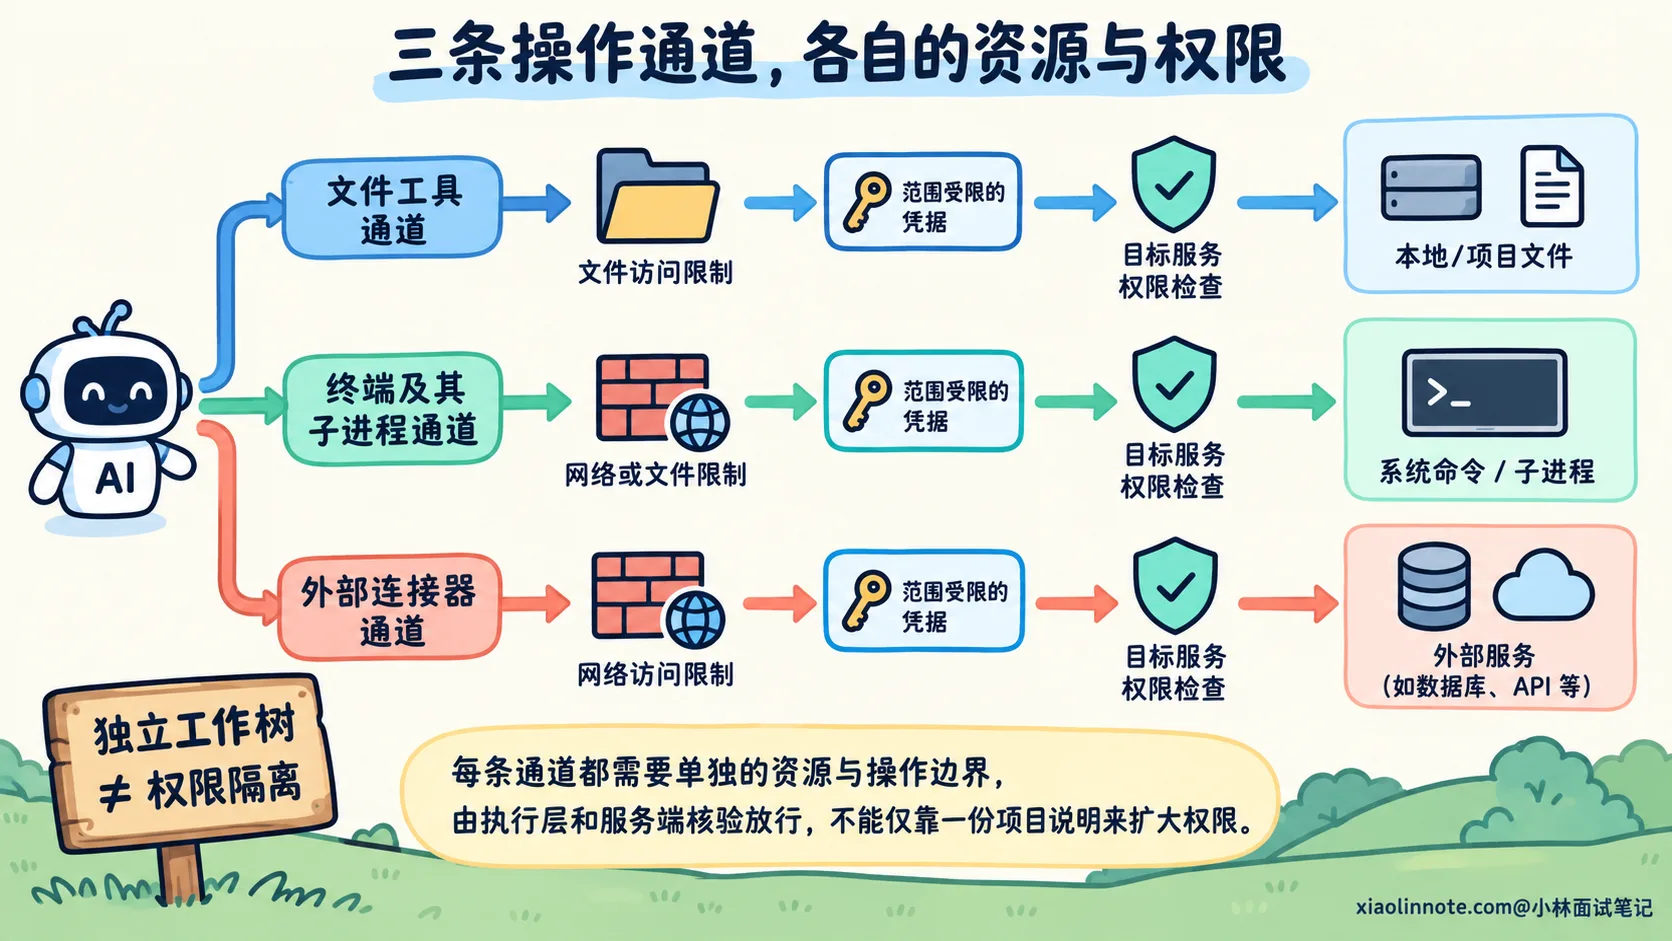 三条操作通道，各自的资源与权限
文件工具
通道
文件访问限制
范围受限的
凭据
目标服务
权限检查
本地/项目文件
终端及其
子进程通道
网络或文件限制
范围受限的
凭据
目标服务
权限检查
>_
系统命令 / 子进程
AI
外部连接器
通道
网络访问限制
范围受限的
凭据
目标服务
权限检查
外部服务
（如数据库、API 等）
独立工作树
≠ 权限隔离
每条通道都需要单独的资源与操作边界，
由执行层和服务端核验放行，不能仅靠一份项目说明来扩大权限。
xiaolinnote.com@小林面试笔记